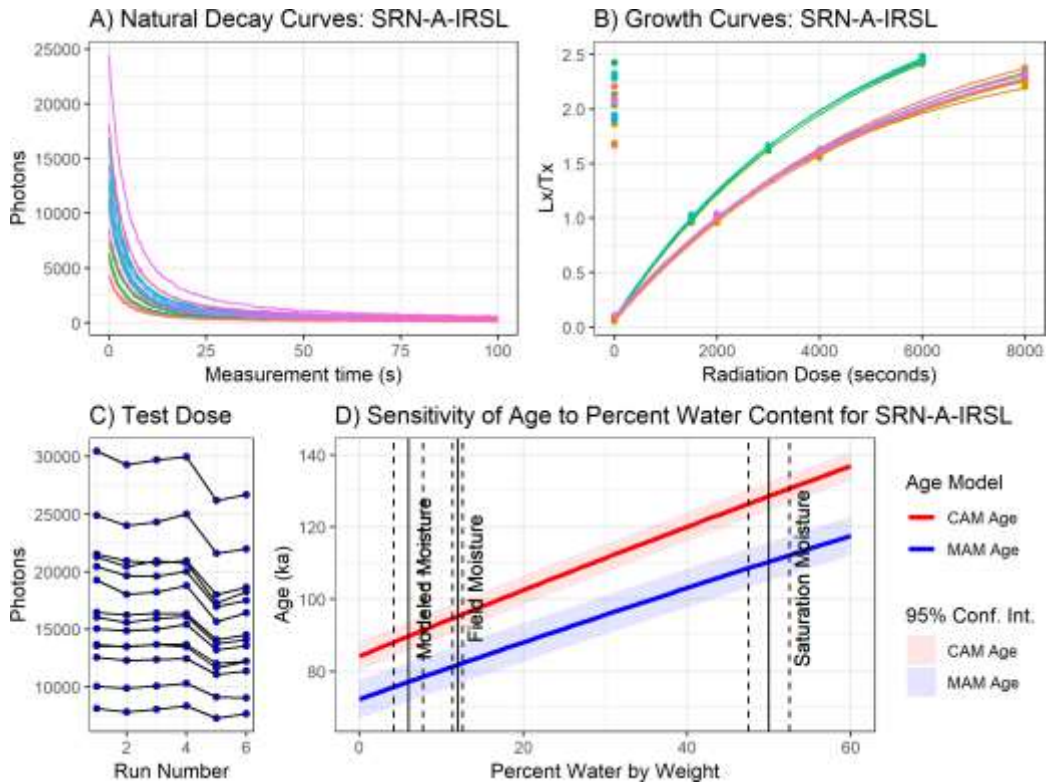 A) Natural Decay Curves: SRN-A-IRSL
Photons
25000
20000
15000
10000
5000
0
0 25 50 75 100
Measurement time (s)
B) Growth Curves: SRN-A-IRSL
Lx/Tx
2.5
2.0
1.5
1.0
0.5
0.0
0 2000 4000 6000 8000
Radiation Dose (seconds)
C) Test Dose
Photons
30000
25000
20000
15000
10000
2 4 6
Run Number
D) Sensitivity of Age to Percent Water Content for SRN-A-IRSL
Age (ka)
140
120
100
80
Modeled Moisture
Field Moisture
Saturation Moisture
0 20 40 60
Percent Water by Weight
Age Model
CAM Age
MAM Age
95% Conf. Int.
CAM Age
MAM Age